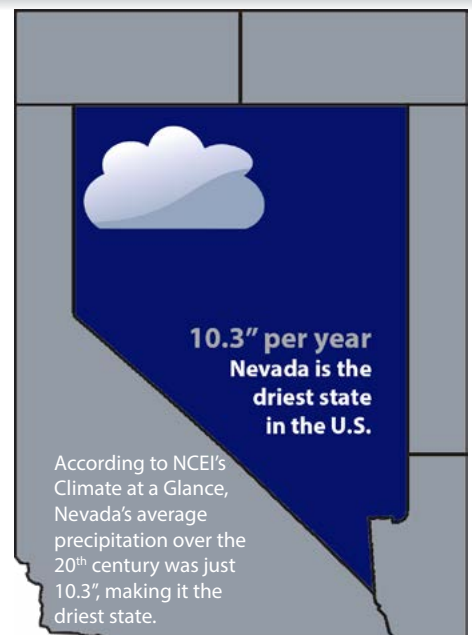 10.3” per year
Nevada is the
driest state
in the U.S.
According to NCEI’s
Climate at a Glance,
Nevada’s average
precipitation over the
20th century was just
10.3”, making it the
driest state.